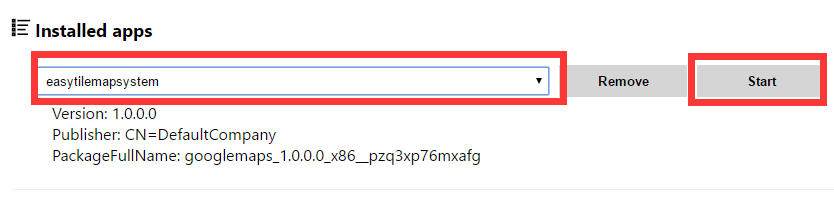 Installed apps
easytilemapsystem
Remove
Start
Version: 1.0.0.0
Publisher: CN=DefaultCompany
PackageFullName: googlemaps_1.0.0.0_x86__pzq3xp76mxafg